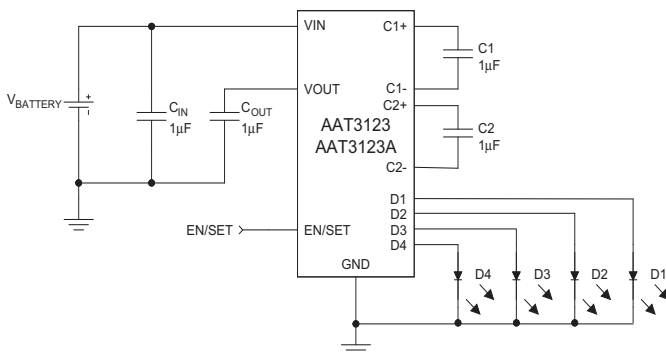 VIN
C1+
C1
1µF
VOUT
C1-
C2+
V_BATTERY
+
-
C_IN
1µF
C_OUT
1µF
AAT3123
AAT3123A
C2
1µF
C2-
D1
D2
D3
D4
EN/SET
EN/SET
GND
D4
D3
D2
D1